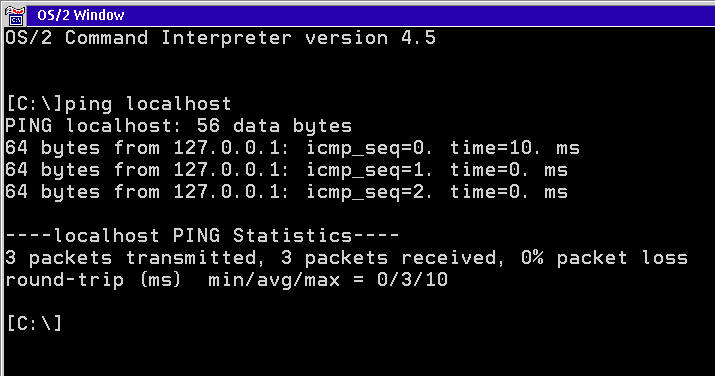 OS/2 Window
OS/2 Command Interpreter version 4.5
[C:\]ping localhost
PING localhost: 56 data bytes
64 bytes from 127.0.0.1: icmp_seq=0. time=10. ms
64 bytes from 127.0.0.1: icmp_seq=1. time=0. ms
64 bytes from 127.0.0.1: icmp_seq=2. time=0. ms
----localhost PING Statistics----
3 packets transmitted, 3 packets received, 0% packet loss
round-trip (ms)  min/avg/max = 0/3/10
[C:\]